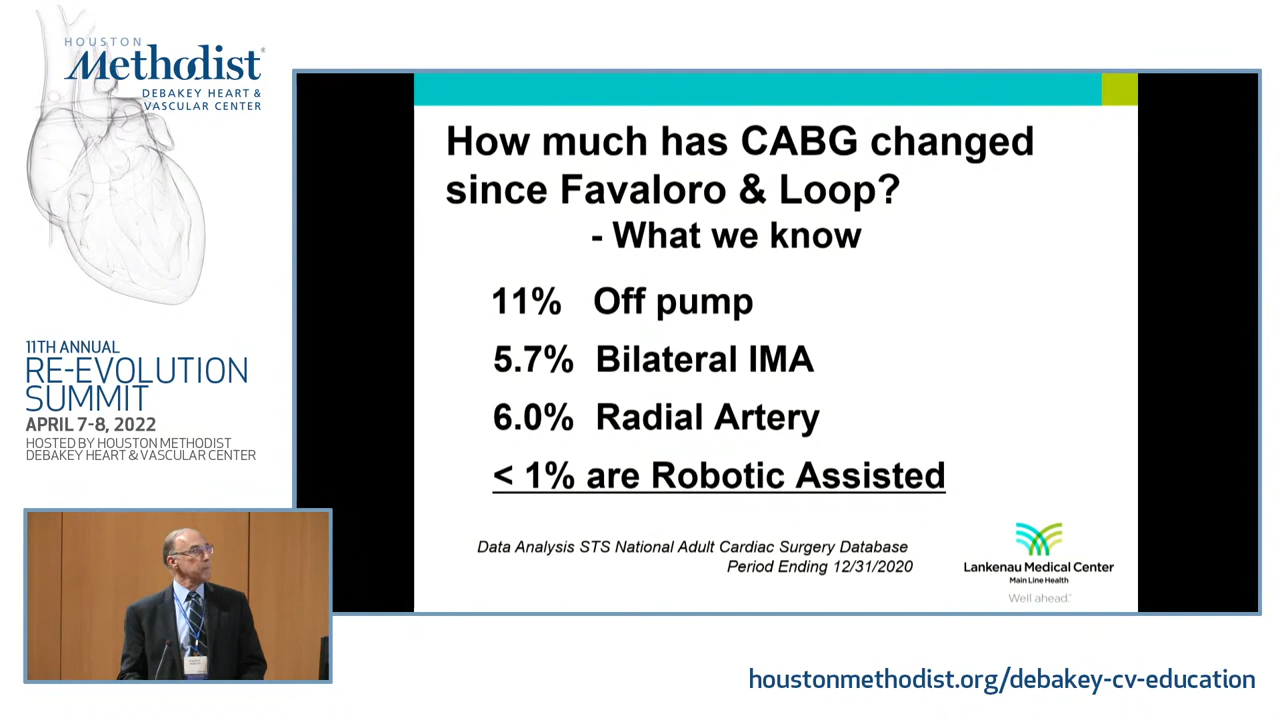 HOUSTON
Methodist®
DEBAKEY HEART &
VASCULAR CENTER
11TH ANNUAL
RE-EVOLUTION
SUMMIT
APRIL 7-8, 2022
HOSTED BY HOUSTON METHODIST
DEBAKEY HEART & VASCULAR CENTER
How much has CABG changed
since Favaloro & Loop?
- What we know
11% Off pump
5.7% Bilateral IMA
6.0% Radial Artery
< 1% are Robotic Assisted
Data Analysis STS National Adult Cardiac Surgery Database
Period Ending 12/31/2020
Lankenau Medical Center
Main Line Health
Well ahead.
houstonmethodist.org/debakey-cv-education